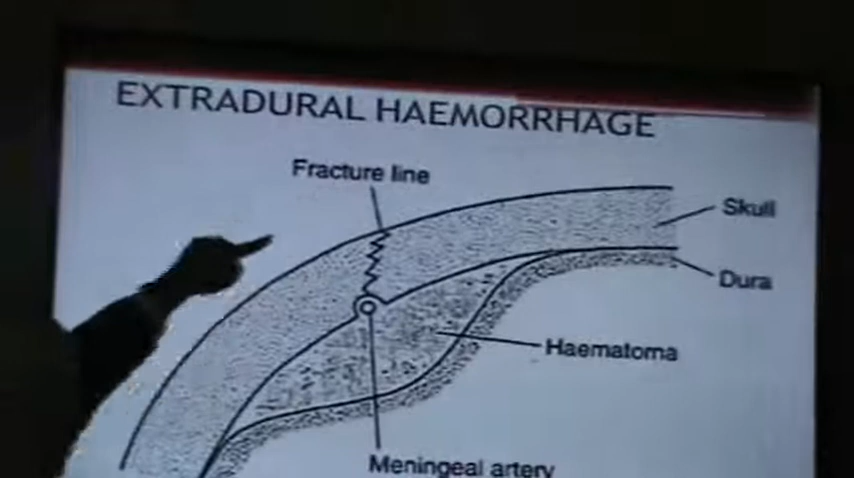 EXTRADURAL HAEMORRHAGE
Fracture line
Skull
Dura
Haematoma
Meningeal artery